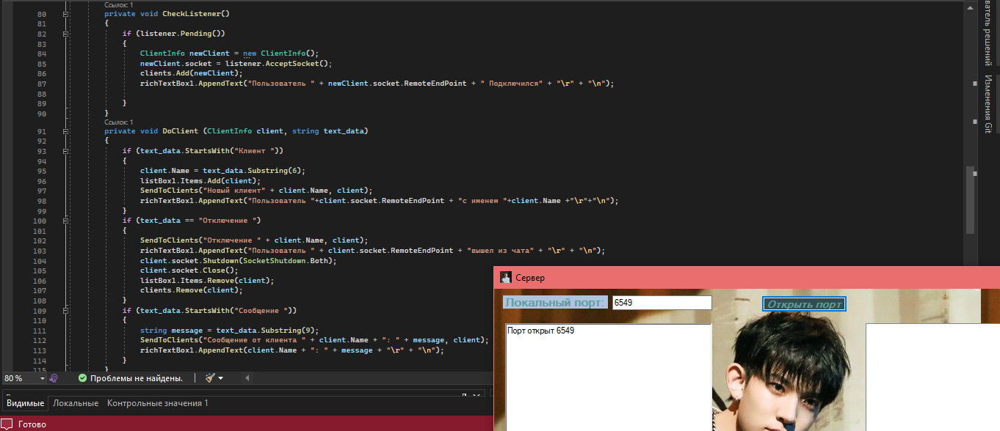 Ссылок: 1
80 private void CheckListener()
81 {
82 if (listener.Pending())
83 {
84 ClientInfo newClient = new ClientInfo();
85 newClient.socket = listener.AcceptSocket();
86 clients.Add(newClient);
87 richTextBox1.AppendText("Пользователь " + newClient.socket.RemoteEndPoint + " Подключился" + "\r" + "\n");
88
89 }
90 }
Ссылок: 1
91 private void DoClient (ClientInfo client, string text_data)
92 {
93 if (text_data.StartsWith("Клиент "))
94 {
95 client.Name = text_data.Substring(6);
96 listBox1.Items.Add(client);
97 SendToClients("Новый клиент" + client.Name, client);
98 richTextBox1.AppendText("Пользователь "+client.socket.RemoteEndPoint + "с именем "+client.Name +"\r"+"\n");
99 }
100 if (text_data == "Отключение ")
101 {
102 SendToClients("Отключение " + client.Name, client);
103 richTextBox1.AppendText("Пользователь " + client.socket.RemoteEndPoint + "вышел из чата" + "\r" + "\n");
104 client.socket.Shutdown(SocketShutdown.Both);
105 client.socket.Close();
106 listBox1.Items.Remove(client);
107 clients.Remove(client);
108 }
109 if (text_data.StartsWith("Сообщение "))
110 {
111 string message = text_data.Substring(9);
112 SendToClients("Сообщение от клиента " + client.Name + ": " + message, client);
113 richTextBox1.AppendText(client.Name + ": " + message + "\r" + "\n");
114 }
115 }
80 %
Проблемы не найдены.
Видимые Локальные Контрольные значения 1
Готово
Сервер
Локальный порт: 6549 Открыть порт
Порт открыт 6549
решений
Изменения Git